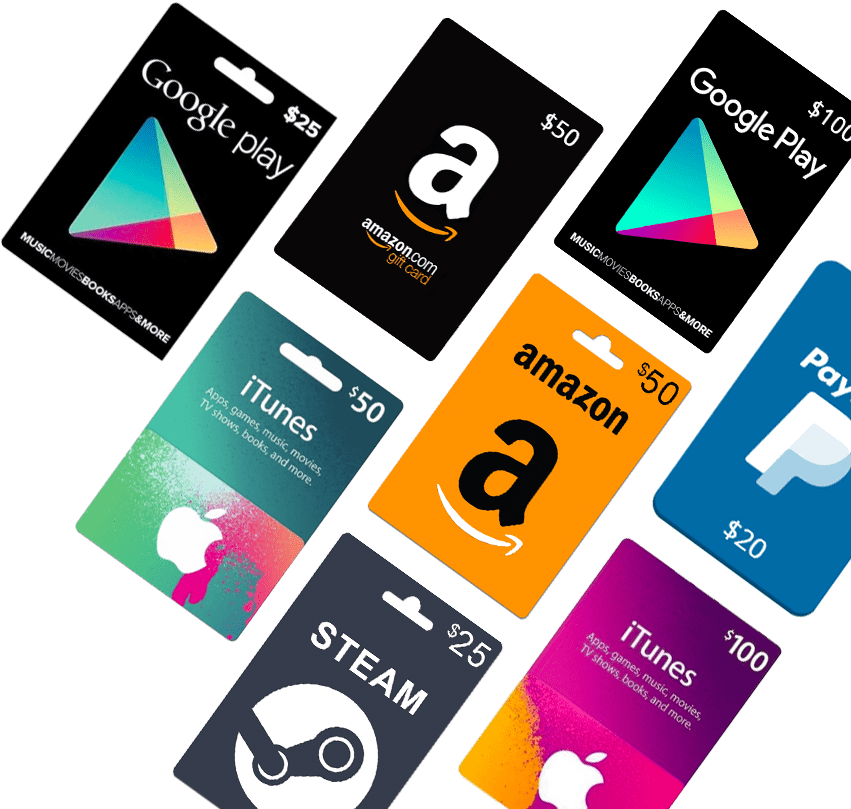 $25
Google play
MUSICMOVIESBOOKSAPPS&MORE
$50
a
amazon.com
gift card
$100
Google Play
MUSICMOVIESBOOKSAPPS&MORE
$50
iTunes
Apps, games, music, movies,
TV shows, books, and more.
$50
amazon
a
Pay
$20
$25
STEAM
$100
iTunes
Apps, games, music, movies,
TV shows, books, and more.